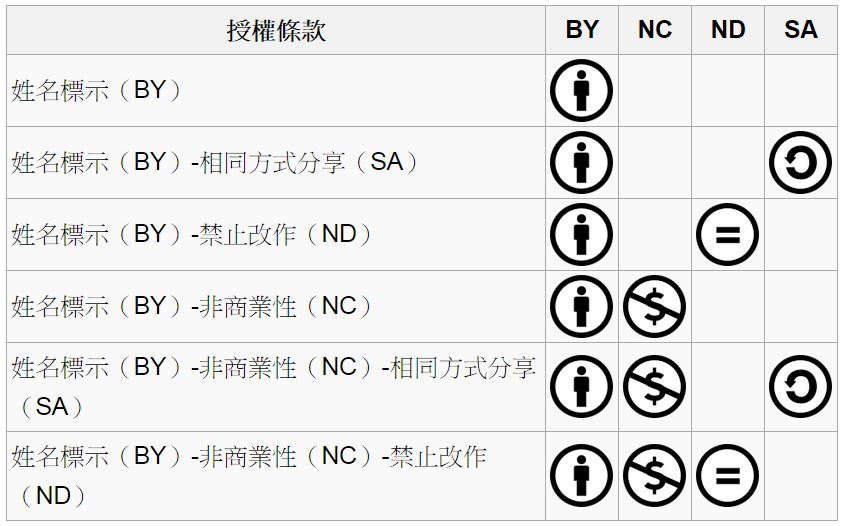 授權條款 BY NC ND SA
姓名標示（BY）
姓名標示（BY）-相同方式分享（SA）
姓名標示（BY）-禁止改作（ND）
姓名標示（BY）-非商業性（NC）
姓名標示（BY）-非商業性（NC）-相同方式分享
（SA）
姓名標示（BY）-非商業性（NC）-禁止改作
（ND）